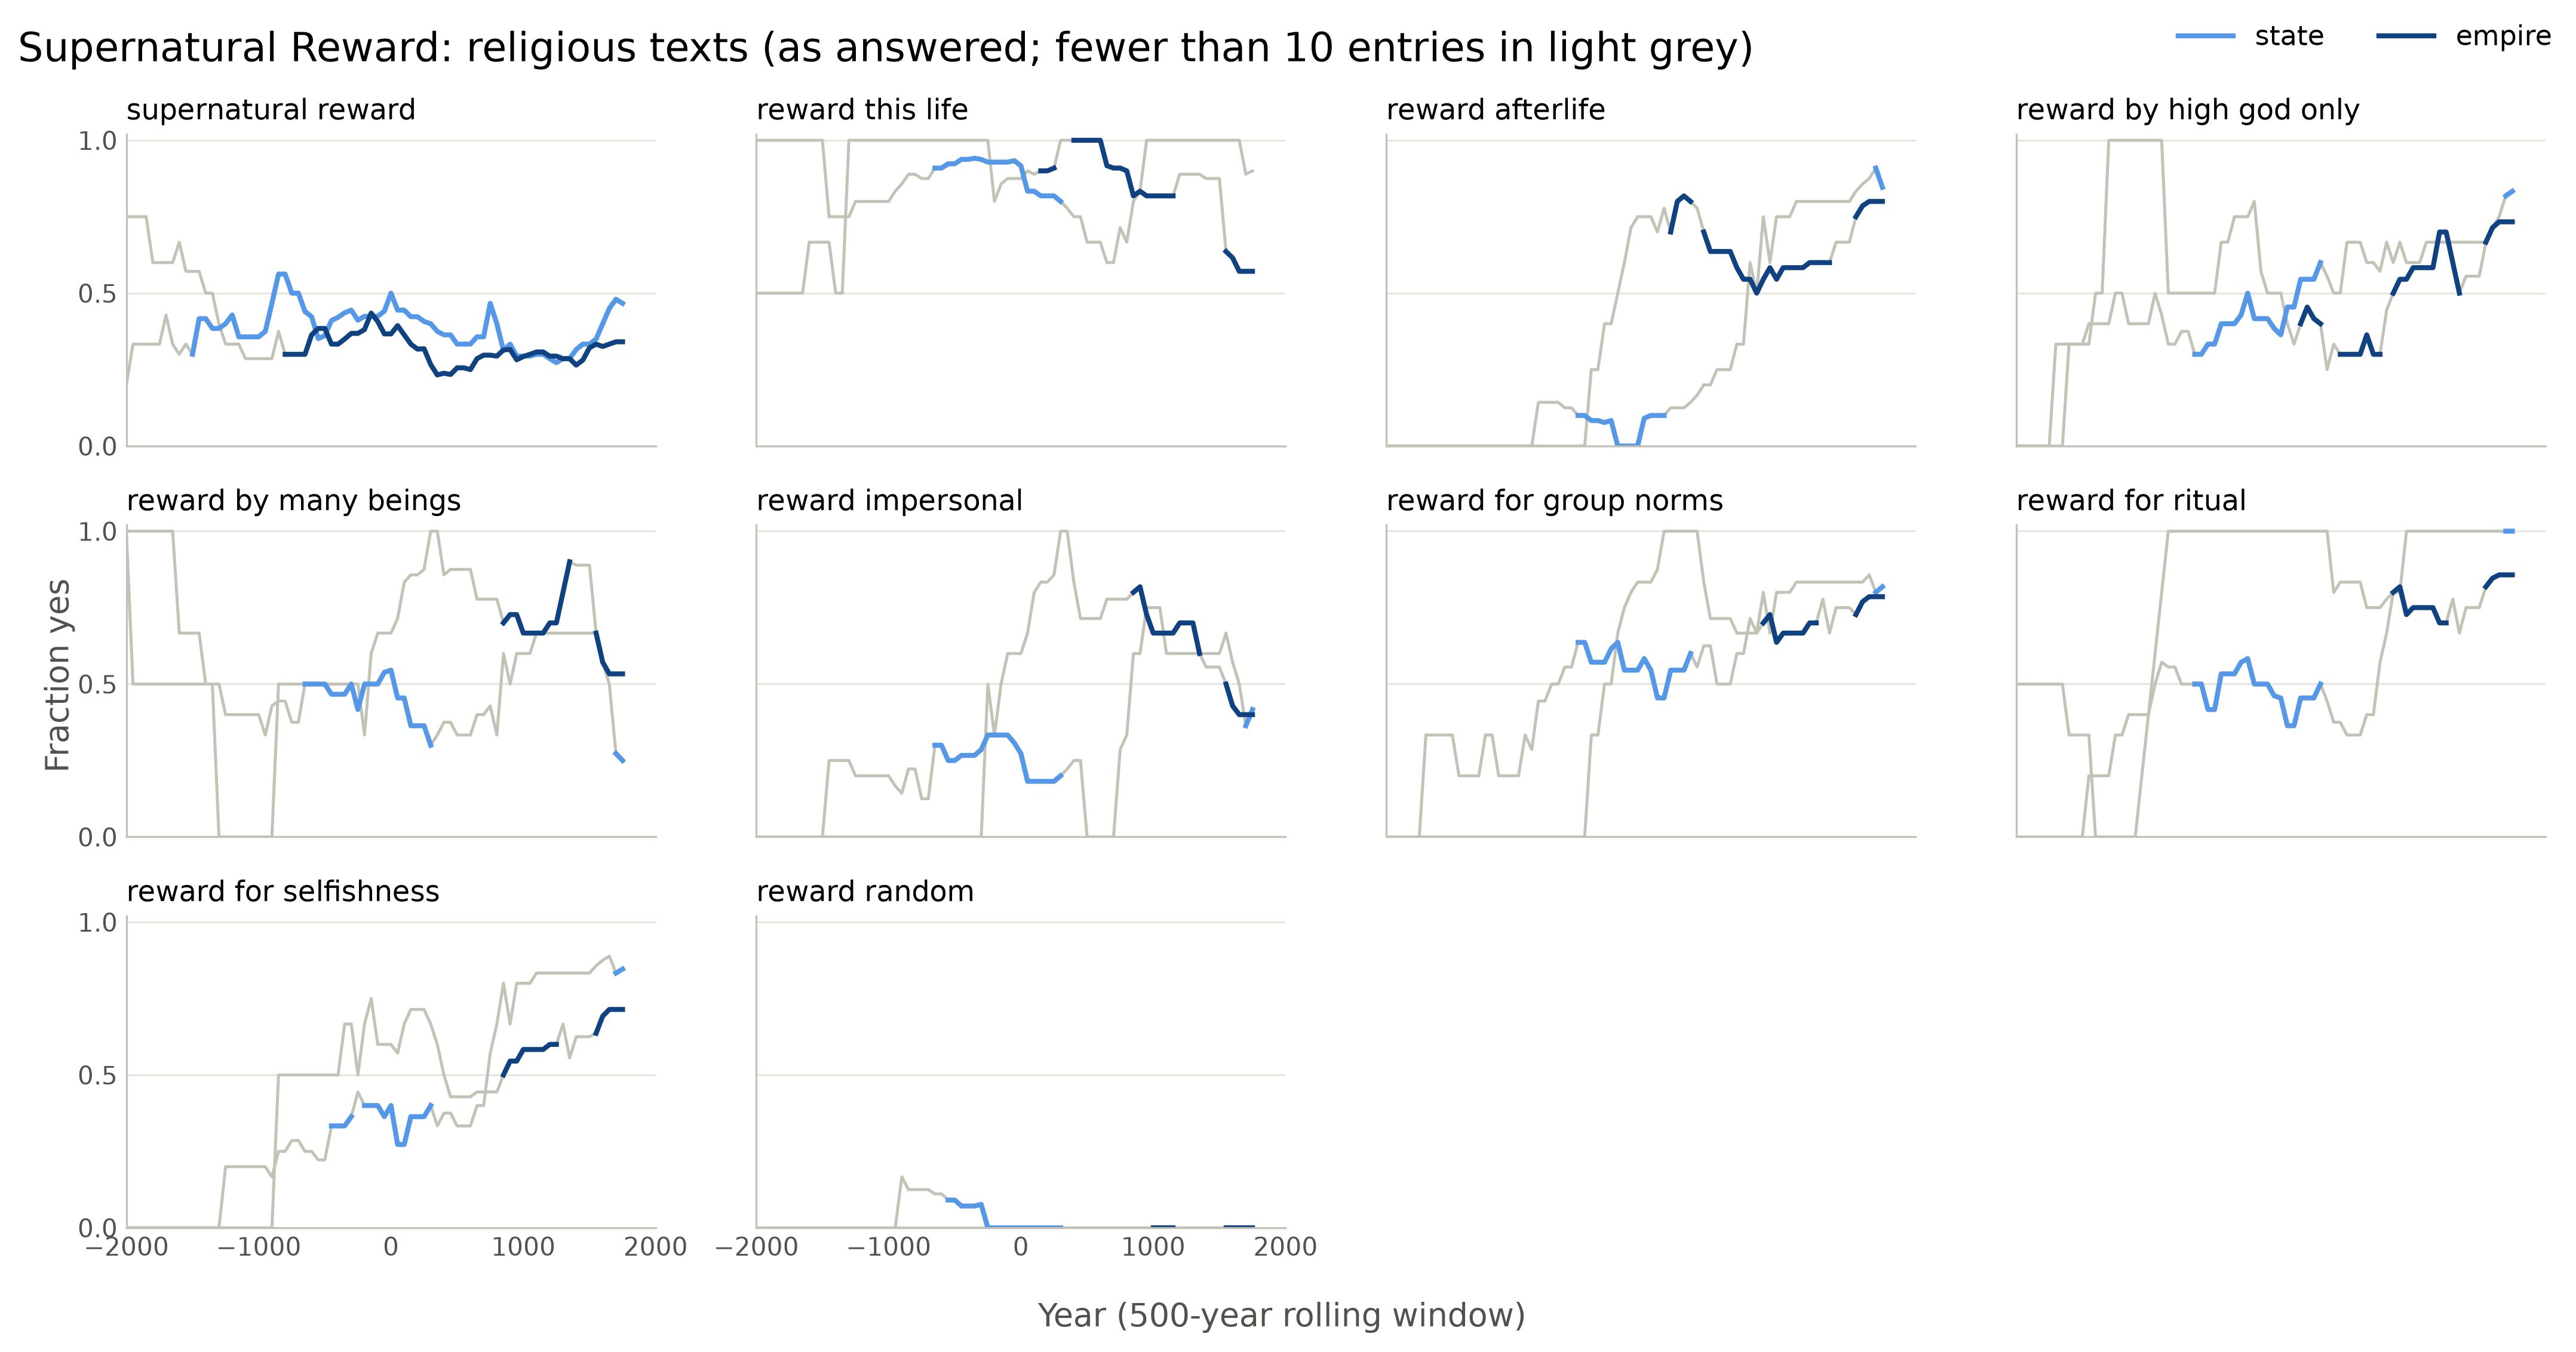 Supernatural Reward: religious texts (as answered; fewer than 10 entries in light grey)
state
empire
supernatural reward
reward this life
reward afterlife
reward by high god only
1.0
0.5
0.0
reward by many beings
reward impersonal
reward for group norms
reward for ritual
1.0
0.5
0.0
Fraction yes
reward for selfishness
reward random
1.0
0.5
0.0
−2000 −1000 0 1000 2000
−2000 −1000 0 1000 2000
Year (500-year rolling window)